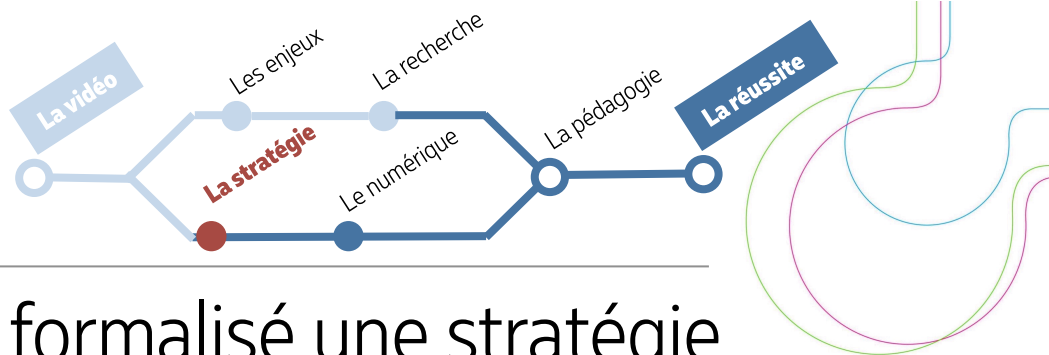 La vidéo
Les enjeux
La recherche
La stratégie
Le numérique
La pédagogie
La réussite
formalisé une stratégie